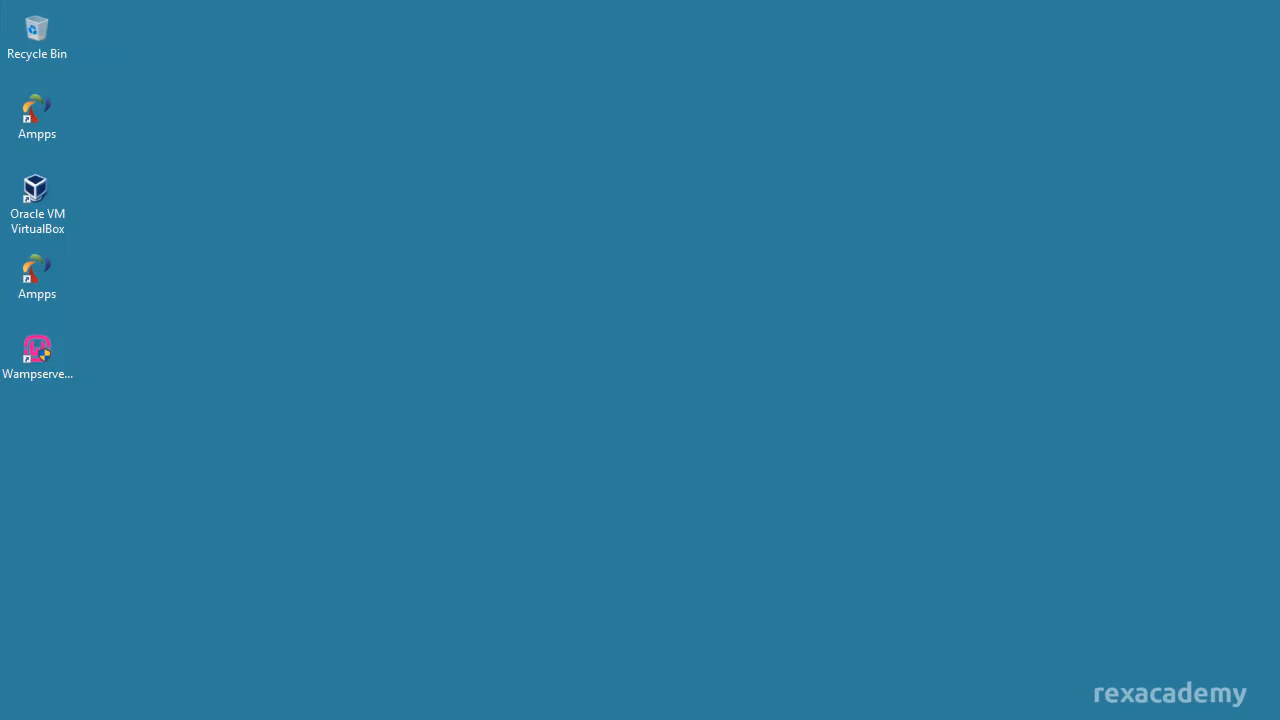 Recycle Bin
Ampps
Oracle VM
VirtualBox
Ampps
Wampserve...
rexacademy